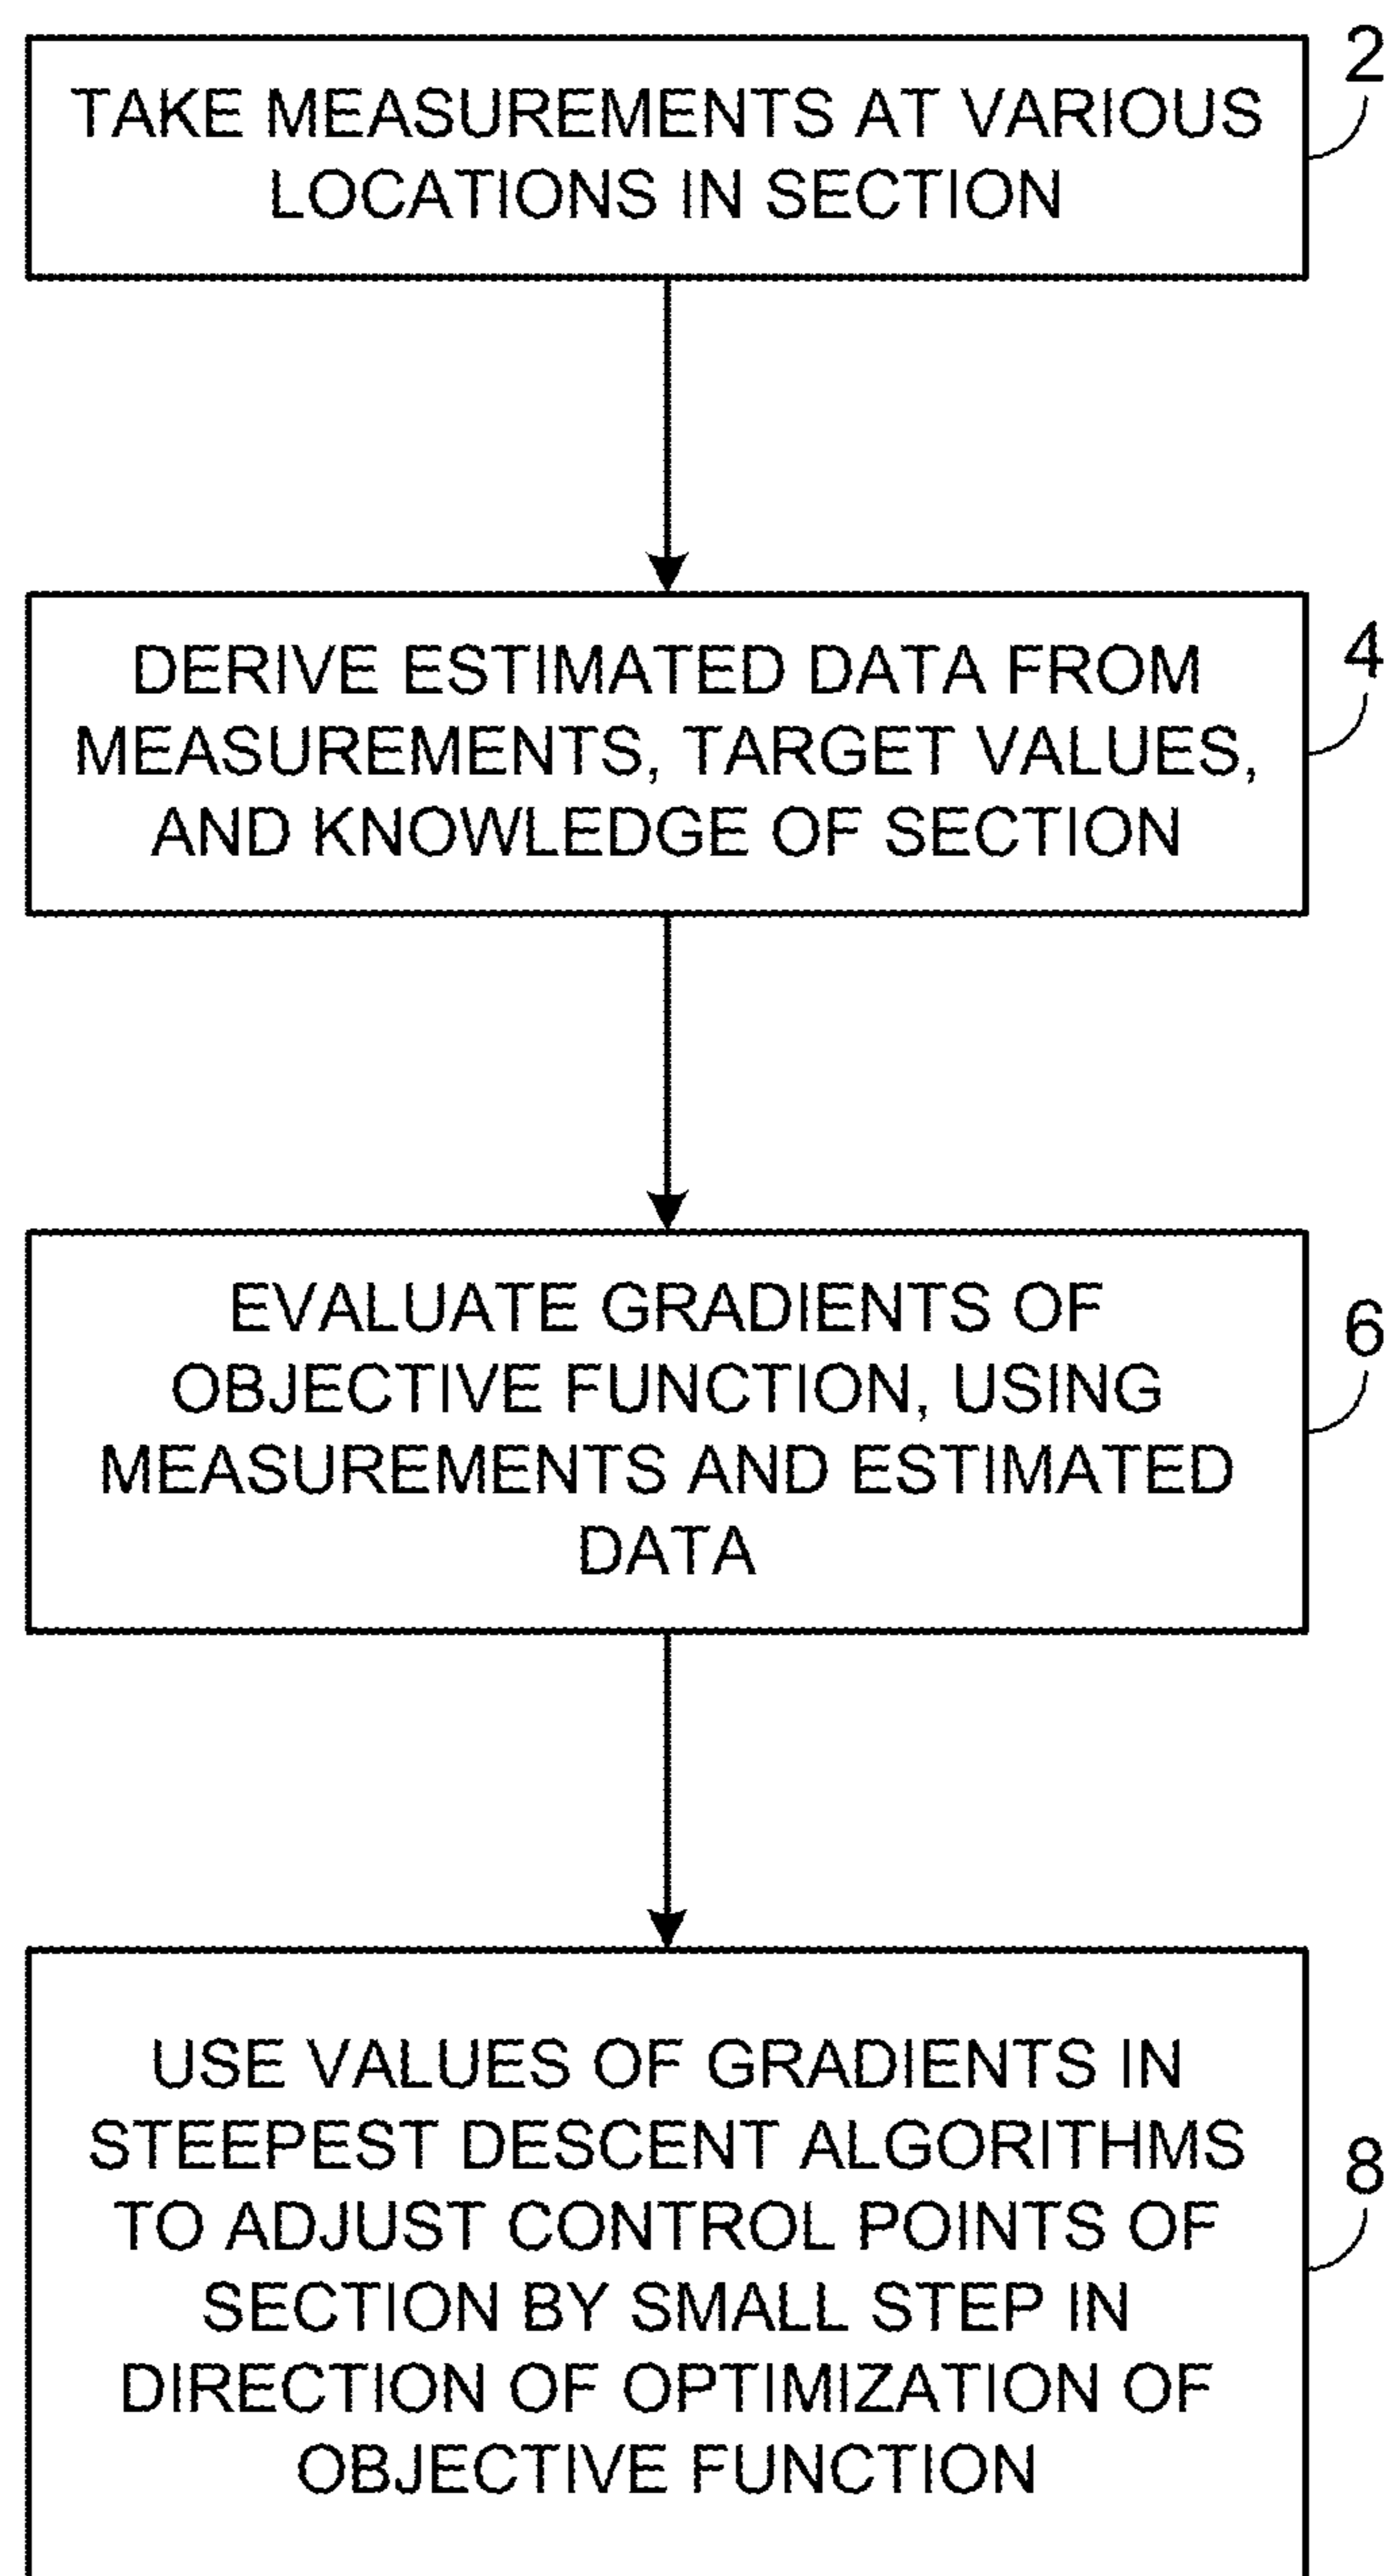 2
TAKE MEASUREMENTS AT VARIOUS
LOCATIONS IN SECTION
4
DERIVE ESTIMATED DATA FROM
MEASUREMENTS, TARGET VALUES,
AND KNOWLEDGE OF SECTION
6
EVALUATE GRADIENTS OF
OBJECTIVE FUNCTION, USING
MEASUREMENTS AND ESTIMATED
DATA
8
USE VALUES OF GRADIENTS IN
STEEPEST DESCENT ALGORITHMS
TO ADJUST CONTROL POINTS OF
SECTION BY SMALL STEP IN
DIRECTION OF OPTIMIZATION OF
OBJECTIVE FUNCTION